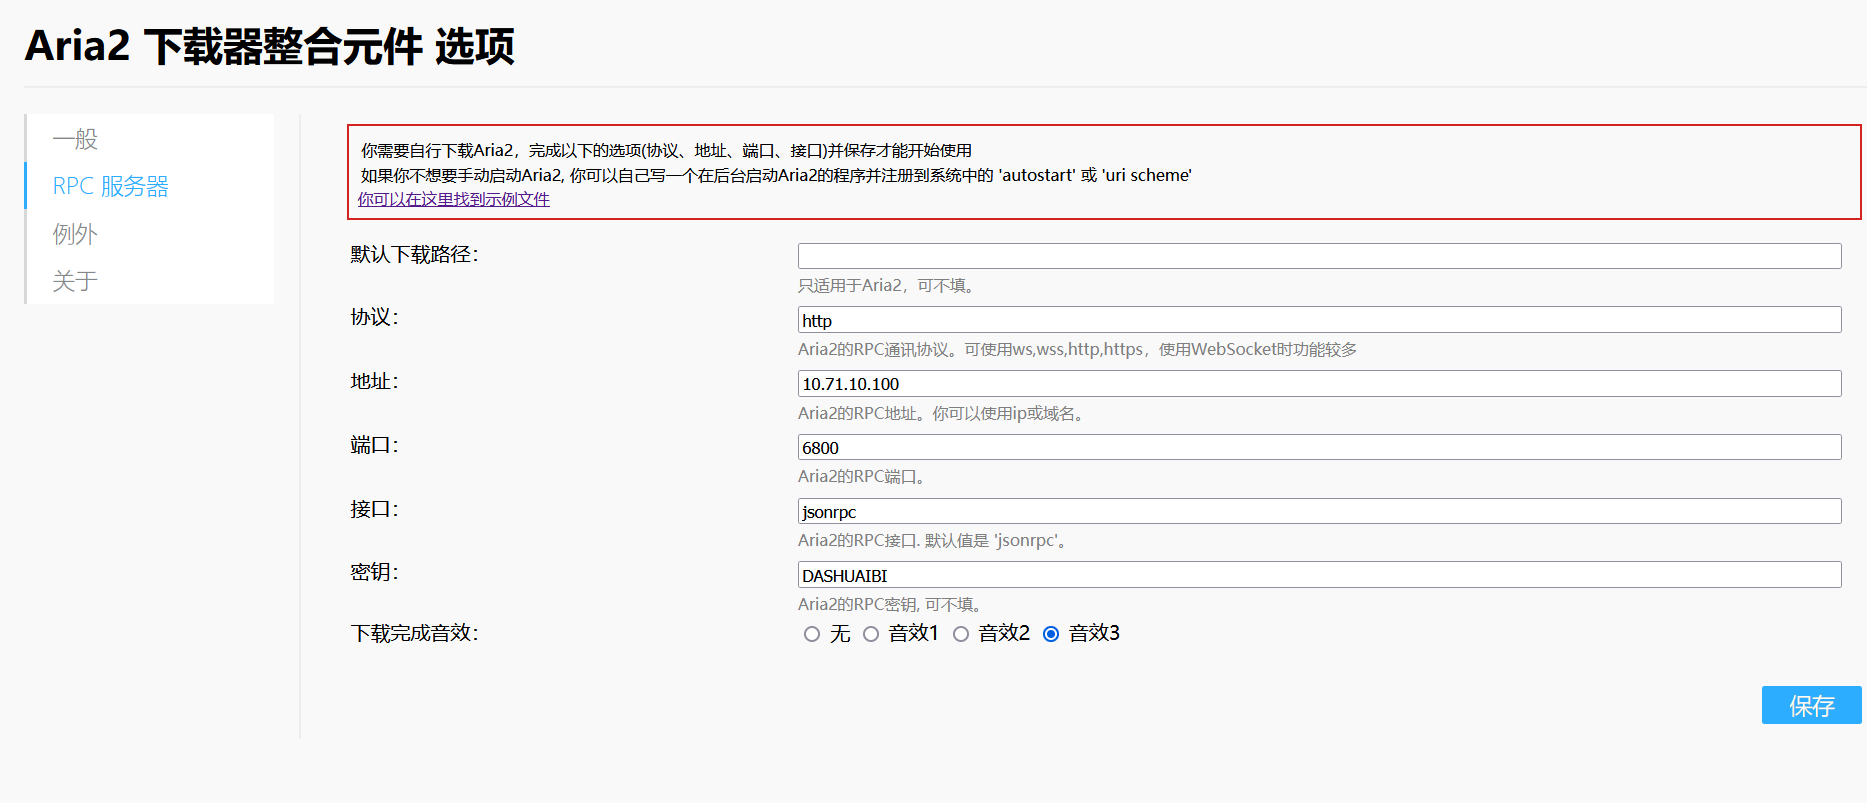 Aria2 下载器整合元件 选项
一般
RPC 服务器
例外
关于
你需要自行下载Aria2，完成以下的选项(协议、地址、端口、接口)并保存才能开始使用
如果你不想要手动启动Aria2, 你可以自己写一个在后台启动Aria2的程序并注册到系统中的 'autostart' 或 'uri scheme'
你可以在这里找到示例文件
默认下载路径：
只适用于Aria2，可不填。
协议： http
Aria2的RPC通讯协议。可使用ws,wss,http,https，使用WebSocket时功能较多
地址： 10.71.10.100
Aria2的RPC地址。你可以使用ip或域名。
端口： 6800
Aria2的RPC端口。
接口： jsonrpc
Aria2的RPC接口. 默认值是 'jsonrpc'。
密钥： DASHUAIBI
Aria2的RPC密钥, 可不填。
下载完成音效： 无 音效1 音效2 音效3
保存